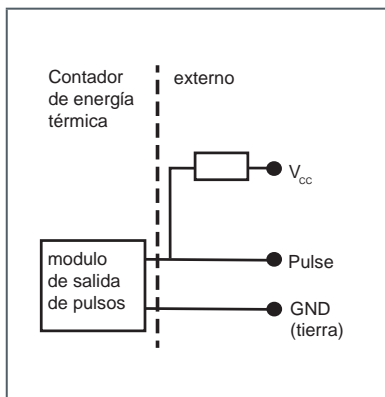 Contador
de energía
térmica
externo
Vcc
modulo
de salida
de pulsos
Pulse
GND
(tierra)